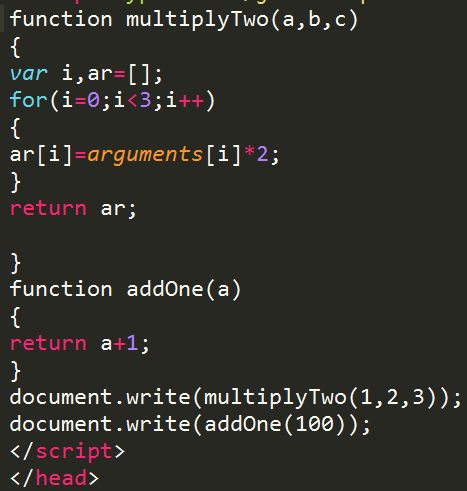 function multiplyTwo(a,b,c)
{
var i,ar=[];
for(i=0;i<3;i++)
{
ar[i]=arguments[i]*2;
}
return ar;

}
function addOne(a)
{
return a+1;
}
document.write(multiplyTwo(1,2,3));
document.write(addOne(100));
</script>
</head>